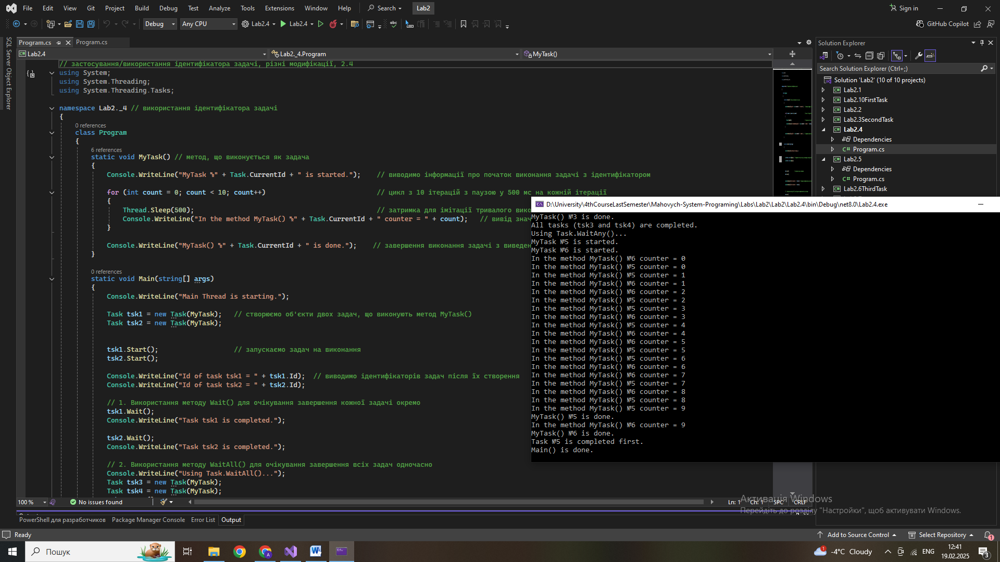 File Edit View Git Project Build Debug Test Analyze Tools Extensions Window Help Search Lab2 Sign in
Debug Any CPU Lab2.4 Lab2.4 GitHub Copilot
SQL Server Object Explorer
Program.cs Program.cs
Lab2.4 Lab2._4.Program MyTask()
// застосування/використання ідентифікатора задачі, різні модифікації, 2.4
using System;
using System.Threading;
using System.Threading.Tasks;
namespace Lab2._4 // використання ідентифікатора задачі
{
0 references
class Program
{
6 references
static void MyTask() // метод, що виконується як задача
{
Console.WriteLine("MyTask №" + Task.CurrentId + " is started."); // виводимо інформації про початок виконання задачі з ідентифікатором
for (int count = 0; count < 10; count++) // цикл з 10 ітерацій з паузою у 500 мс на кожній ітерації
{
Thread.Sleep(500); // затримка для імітації тривалого вико
Console.WriteLine("In the method MyTask() №" + Task.CurrentId + " counter = " + count); // вивід знач
}
Console.WriteLine("MyTask() №" + Task.CurrentId + " is done."); // завершення виконання задачі з виведен
}
0 references
static void Main(string[] args)
{
Console.WriteLine("Main Thread is starting.");
Task tsk1 = new Task(MyTask); // створюємо об'єкти двох задач, що виконують метод MyTask()
Task tsk2 = new Task(MyTask);
tsk1.Start(); // запускаємо задач на виконання
tsk2.Start();
Console.WriteLine("Id of task tsk1 = " + tsk1.Id); // виводимо ідентифікаторів задач після їх створення
Console.WriteLine("Id of task tsk2 = " + tsk2.Id);
// 1. Використання методу Wait() для очікування завершення кожної задачі окремо
tsk1.Wait();
Console.WriteLine("Task tsk1 is completed.");
tsk2.Wait();
Console.WriteLine("Task tsk2 is completed.");
// 2. Використання методу WaitAll() для очікування завершення всіх задач одночасно
Console.WriteLine("Using Task.WaitAll()...");
Task tsk3 = new Task(MyTask);
Task tsk4 = new Task(MyTask);
D:\University\4thCourseLastSemester\Mahovych-System-Programing\Labs\Lab2\Lab2\Lab2.4\bin\Debug\net8.0\Lab2.4.exe
MyTask() №3 is done.
All tasks (tsk3 and tsk4) are completed.
Using Task.WaitAny()...
MyTask №5 is started.
MyTask №6 is started.
In the method MyTask() №6 counter = 0
In the method MyTask() №5 counter = 0
In the method MyTask() №5 counter = 1
In the method MyTask() №6 counter = 1
In the method MyTask() №6 counter = 2
In the method MyTask() №5 counter = 2
In the method MyTask() №5 counter = 3
In the method MyTask() №6 counter = 3
In the method MyTask() №5 counter = 4
In the method MyTask() №6 counter = 4
In the method MyTask() №6 counter = 5
In the method MyTask() №5 counter = 5
In the method MyTask() №5 counter = 6
In the method MyTask() №6 counter = 6
In the method MyTask() №6 counter = 7
In the method MyTask() №5 counter = 7
In the method MyTask() №6 counter = 8
In the method MyTask() №5 counter = 8
In the method MyTask() №5 counter = 9
MyTask() №5 is done.
In the method MyTask() №6 counter = 9
MyTask() №6 is done.
Task №5 is completed first.
Main() is done.
Solution Explorer
Search Solution Explorer (Ctrl+;)
Solution 'Lab2' (10 of 10 projects)
Lab2.1
Lab2.10FirstTask
Lab2.2
Lab2.3SecondTask
Lab2.4
Dependencies
C# Program.cs
Lab2.5
Dependencies
C# Program.cs
Lab2.6ThirdTask
100 % No issues found Ln: 1 Ch: 1 SPC CRLF
Активація Windows
Перейдіть до розділу "Настройки", щоб активувати Windows.
PowerShell для разработчиков Package Manager Console Error List Output
Ready Add to Source Control Select Repository 1
Пошук 1 -4°C Cloudy ENG 12:41
19.02.2025 3